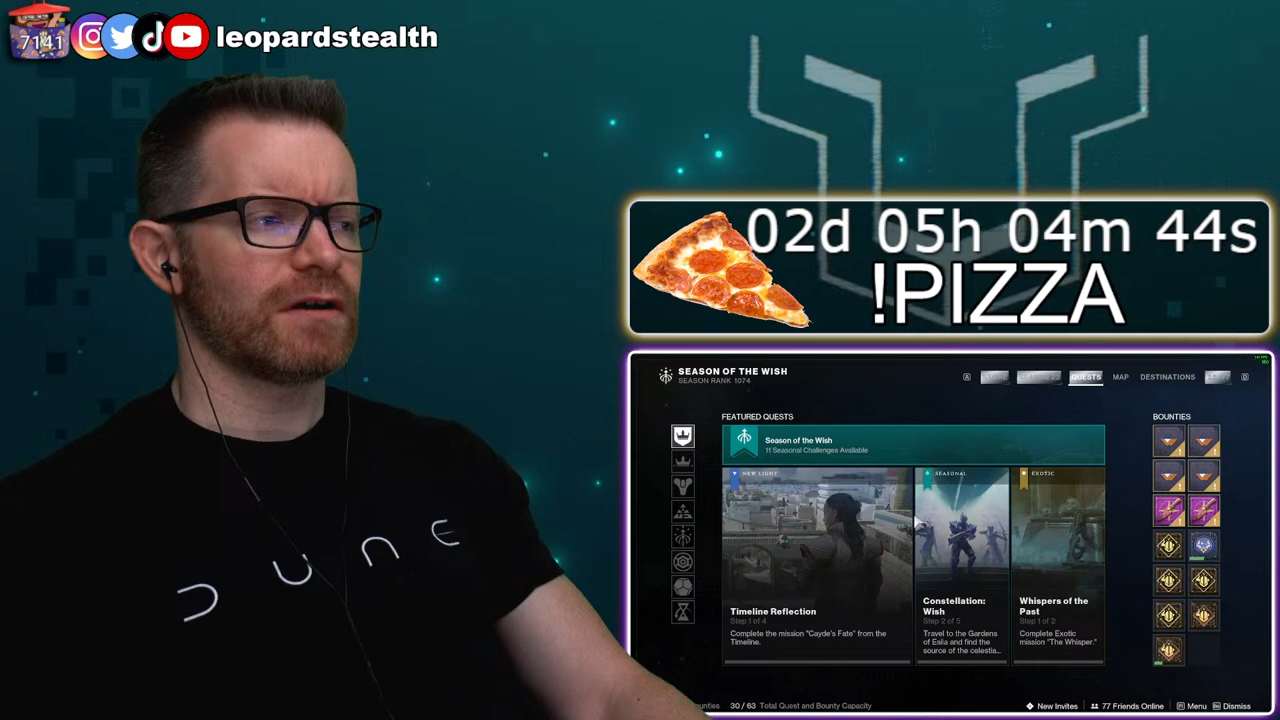 7141
leopardstealth
02d 05h 04m 44s
!PIZZA
SEASON OF THE WISH
SEASON RANK 1074
A
QUESTS
MAP
DESTINATIONS
D
FEATURED QUESTS
BOUNTIES
Season of the Wish
11 Seasonal Challenges Available
NEW LIGHT
SEASONAL
EXOTIC
Timeline Reflection
Step 1 of 4
Complete the mission "Cayde's Fate" from the
Timeline.
Constellation:
Wish
Step 2 of 5
Travel to the Gardens
of Esila and find the
source of the celestia...
Whispers of the
Past
Step 1 of 2
Complete Exotic
mission "The Whisper."
DUNE
30 / 63 Total Quest and Bounty Capacity
New Invites
77 Friends Online
Menu
Dismiss